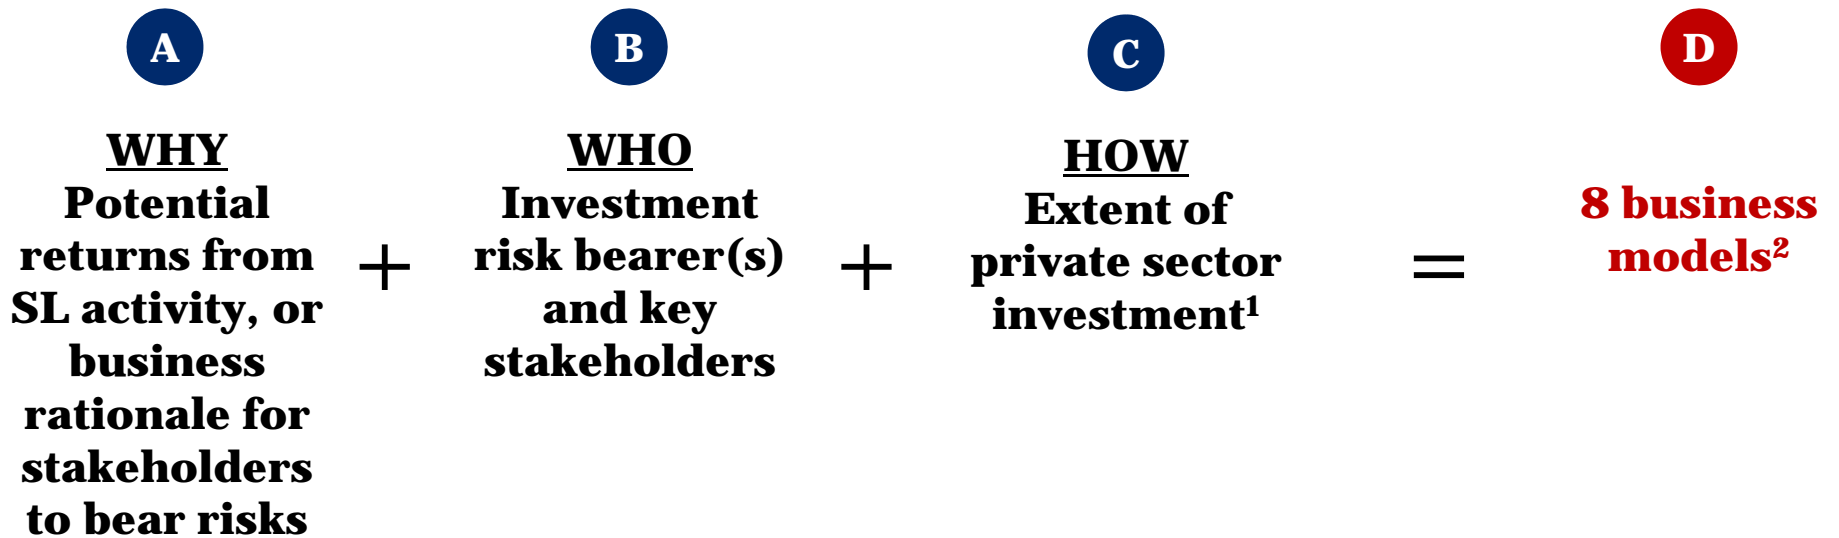 A
WHY
Potential
returns from
SL activity, or
business
rationale for
stakeholders
to bear risks
+
B
WHO
Investment
risk bearer(s)
and key
stakeholders
+
C
HOW
Extent of
private sector
investment¹
=
D
8 business
models²